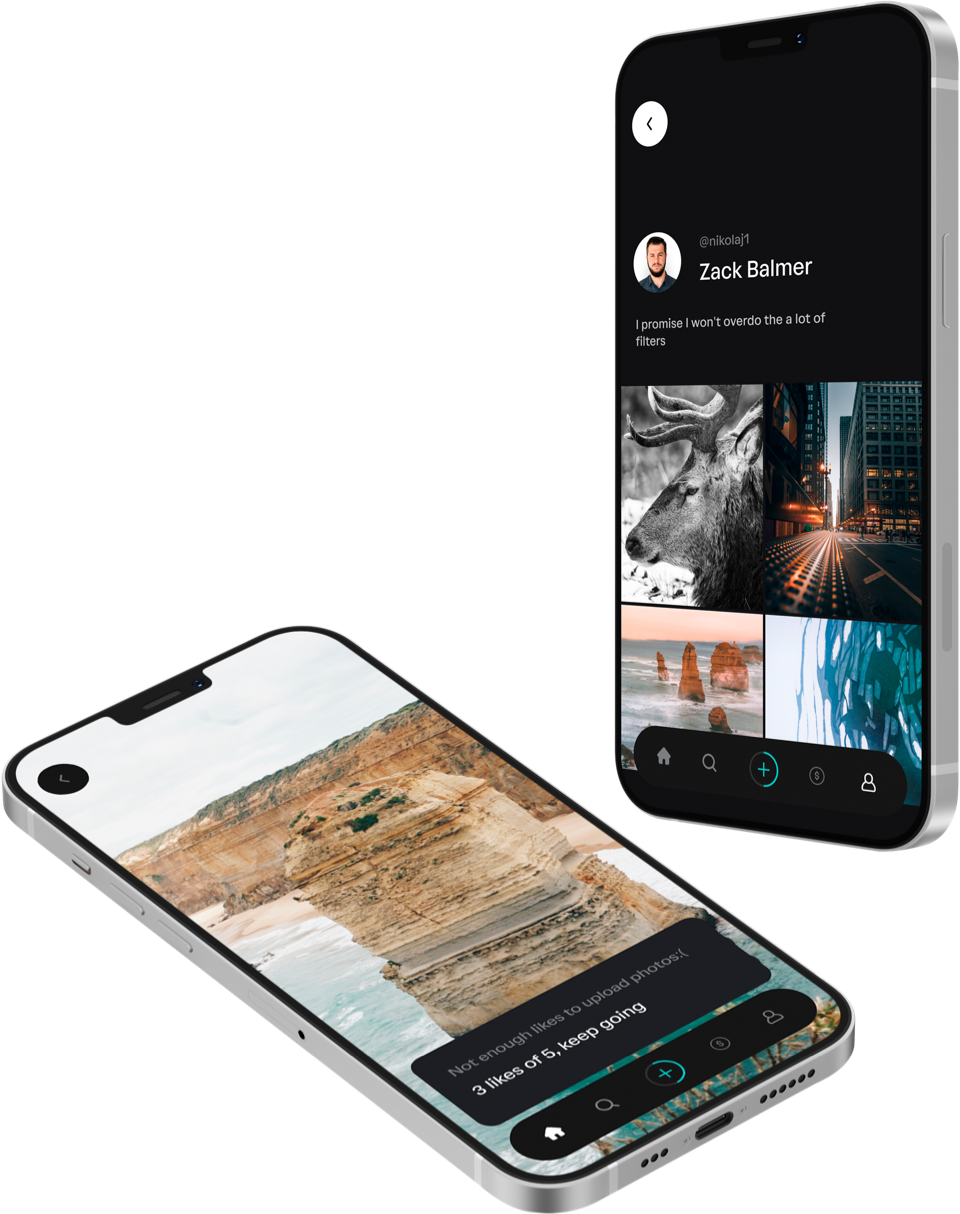 @nikolaj1
Zack Balmer
I promise I won't overdo the a lot of
filters
Not enough likes to upload photos:(
3 likes of 5, keep going